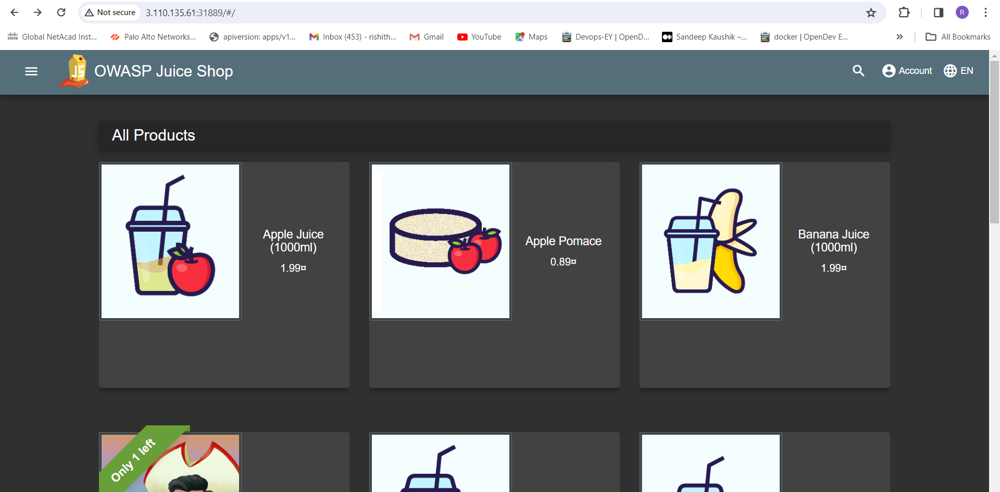 Not secure 3.110.135.61:31889/#/ R
Global NetAcad Inst... Palo Alto Networks... apiversion: apps/v1... Inbox (453) - rishith... Gmail YouTube Maps Devops-EY | OpenD... Sandeep Kaushik –... docker | OpenDev E... » All Bookmarks
JS OWASP Juice Shop Account EN
All Products
Apple Juice
(1000ml)
1.99¤
Apple Pomace
0.89¤
Banana Juice
(1000ml)
1.99¤
Only 1 left